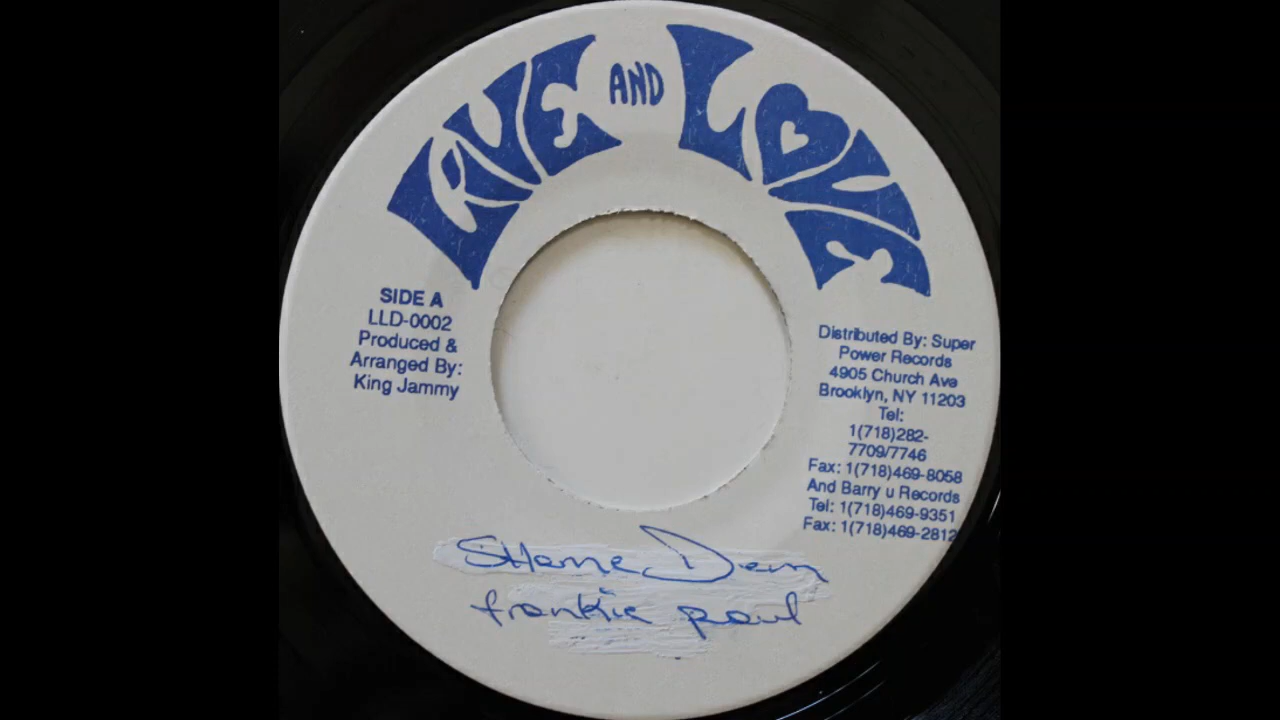 LIVE AND LOVE
SIDE A
LLD-0002
Produced &
Arranged By:
King Jammy
Distributed By: Super
Power Records
4905 Church Ave
Brooklyn, NY 11203
Tel:
1(718)282-
7709/7746
Fax: 1(718)469-8058
And Barry u Records
Tel: 1(718)469-9351
Fax: 1(718)469-2812
SHame Dem
frankie paul